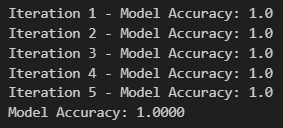 Iteration 1 - Model Accuracy: 1.0
Iteration 2 - Model Accuracy: 1.0
Iteration 3 - Model Accuracy: 1.0
Iteration 4 - Model Accuracy: 1.0
Iteration 5 - Model Accuracy: 1.0
Model Accuracy: 1.0000